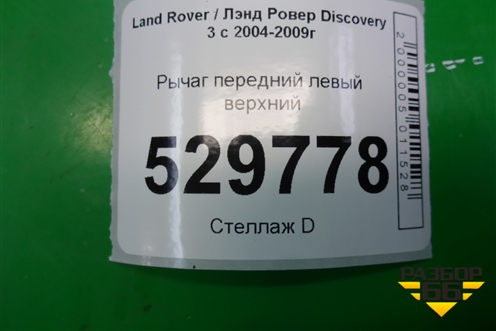 Land Rover / Лэнд Ровер Discovery
3 с 2004-2009г
Рычаг передний левый
верхний
529778
Стеллаж D
2000005011528
РАЗБОР
66